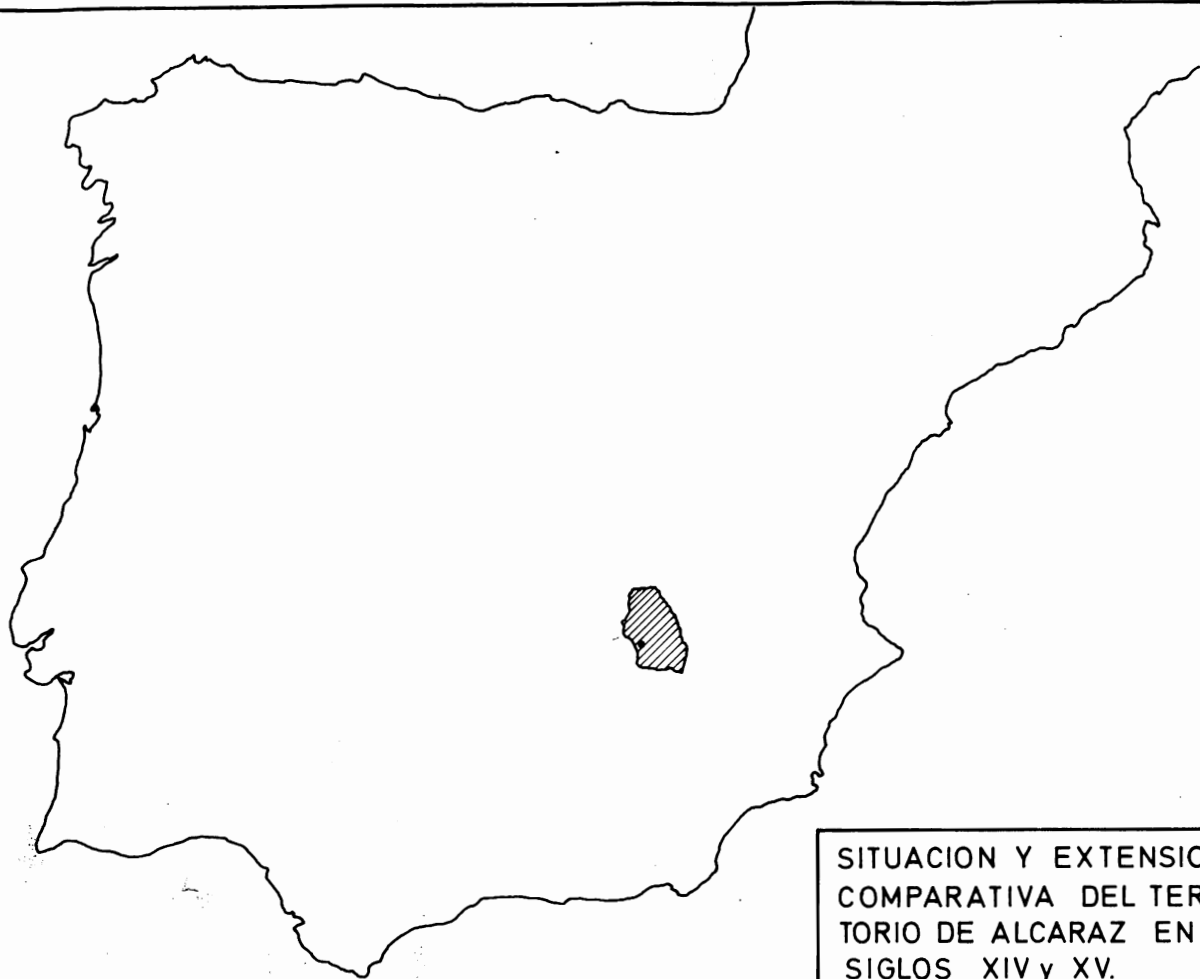 SITUACION Y EXTENSIO
COMPARATIVA DEL TER
TORIO DE ALCARAZ EN
SIGLOS XIV y XV.